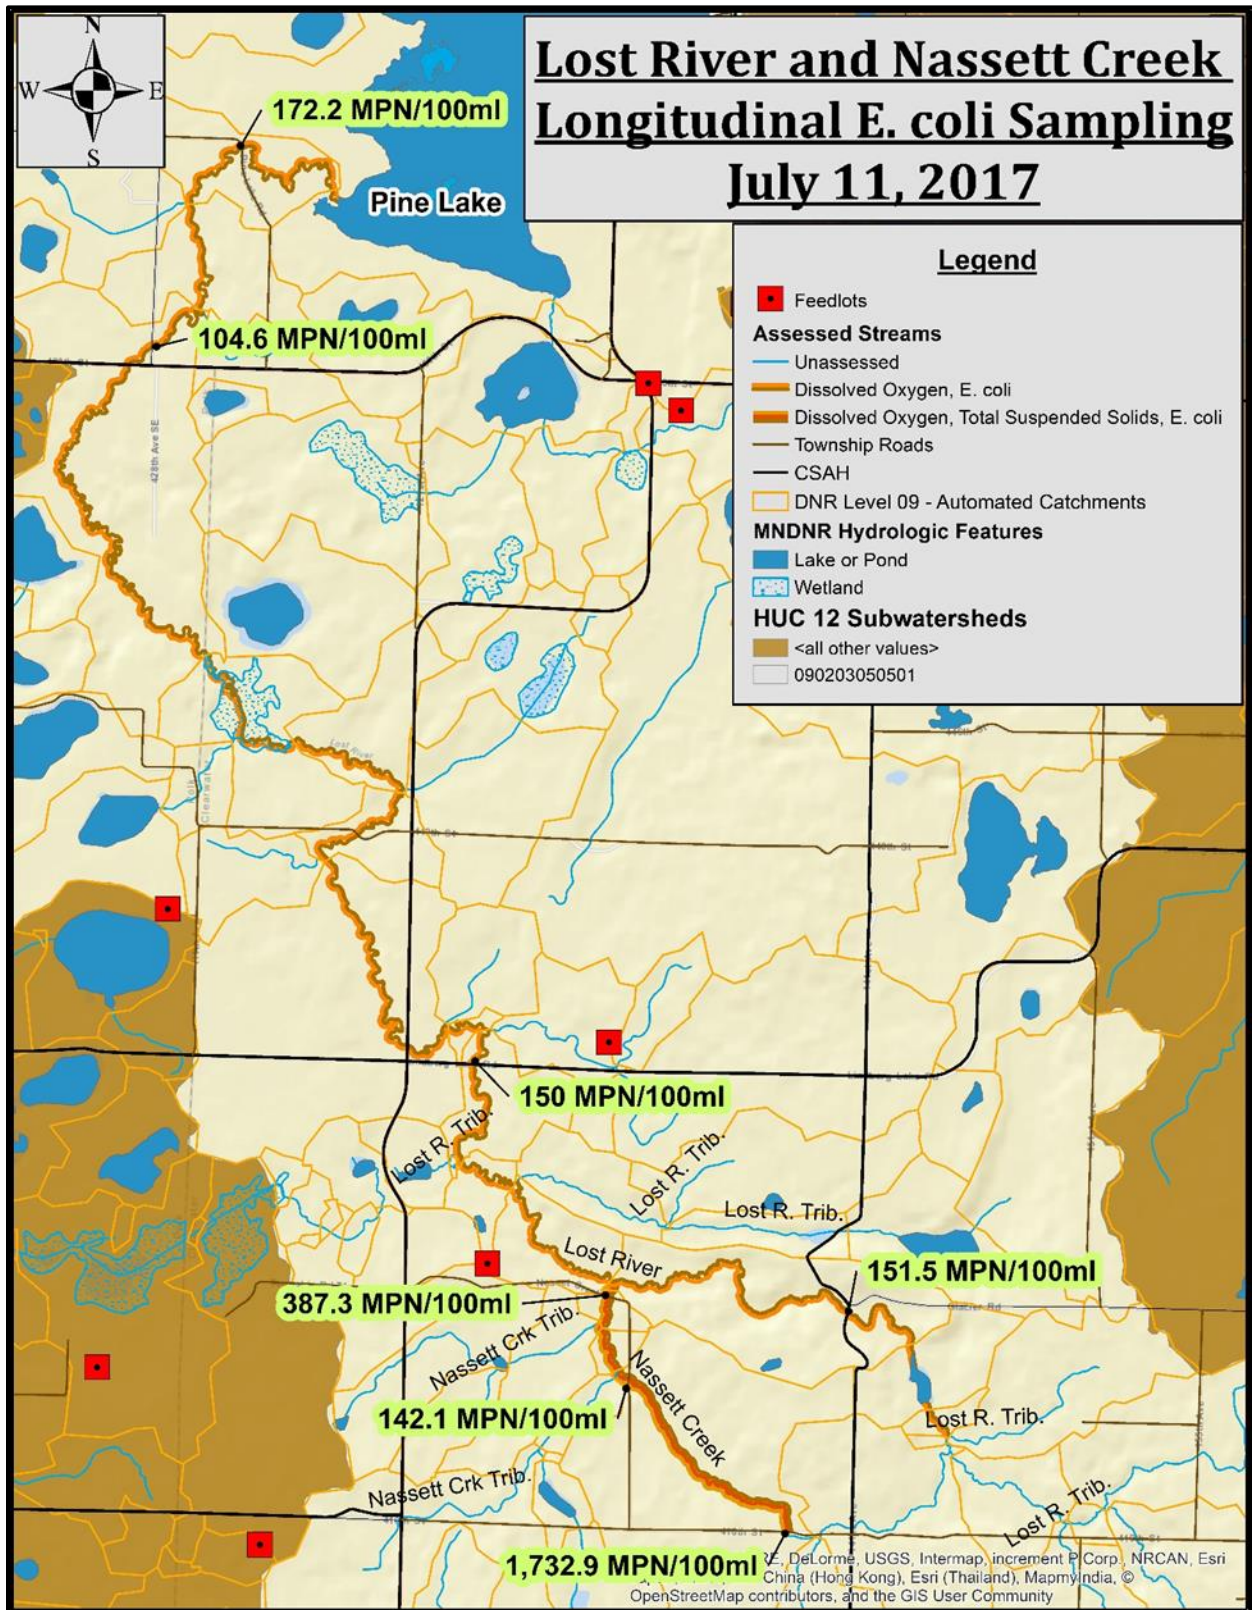 N
W
E
S
Lost River and Nassett Creek
Longitudinal E. coli Sampling
July 11, 2017
172.2 MPN/100ml
Pine Lake
Legend
Feedlots
Assessed Streams
Unassessed
Dissolved Oxygen, E. coli
Dissolved Oxygen, Total Suspended Solids, E. coli
Township Roads
CSAH
DNR Level 09 - Automated Catchments
MNDNR Hydrologic Features
Lake or Pond
Wetland
HUC 12 Subwatersheds
<all other values>
090203050501
104.6 MPN/100ml
428th Ave SE
Lost River
Clearwater
150 MPN/100ml
Lost R. Trib.
Lost R. Trib.
Lost R. Trib.
Lost River
151.5 MPN/100ml
387.3 MPN/100ml
Nassett Crk Trib.
Nassett Creek
142.1 MPN/100ml
Lost R. Trib.
Nassett Crk Trib.
Lost R. Trib.
1,732.9 MPN/100ml
DeLorme, USGS, Intermap, increment P Corp., NRCAN, Esri
China (Hong Kong), Esri (Thailand), MapmyIndia, ©
OpenStreetMap contributors, and the GIS User Community